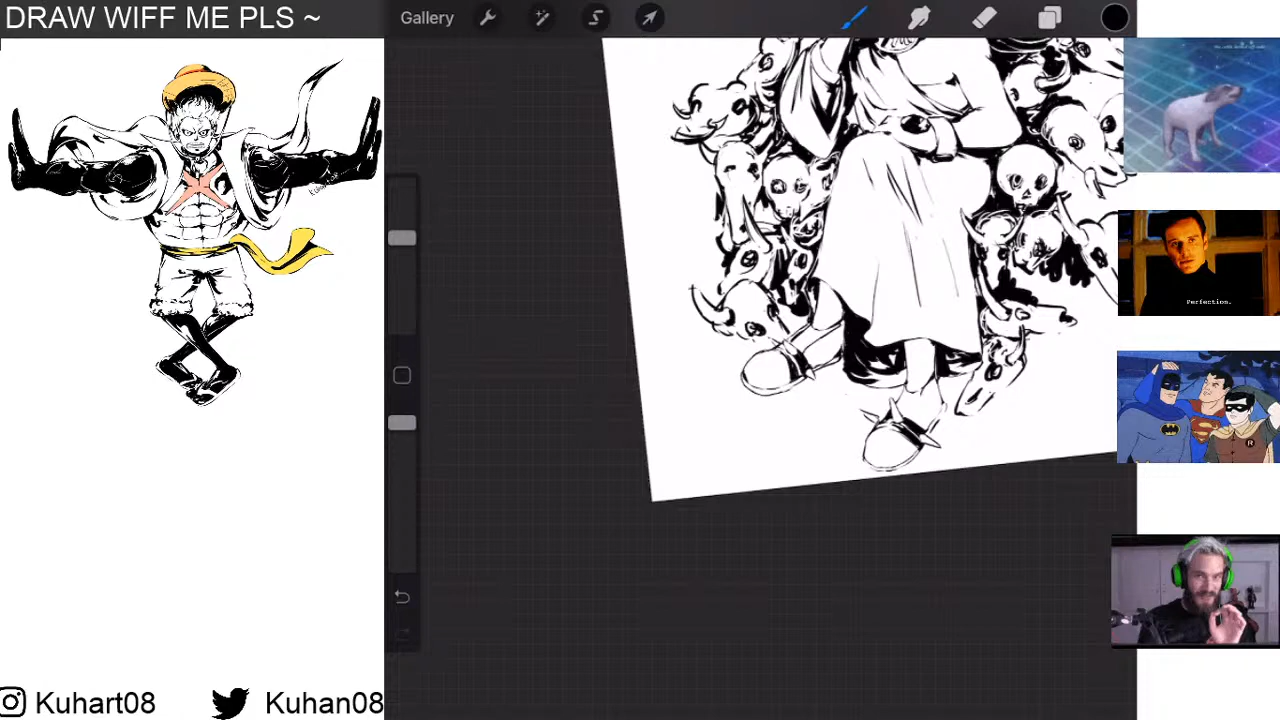 DRAW WIFF ME PLS ~
Gallery
Perfection.
R
Kuhart08
Kuhan08